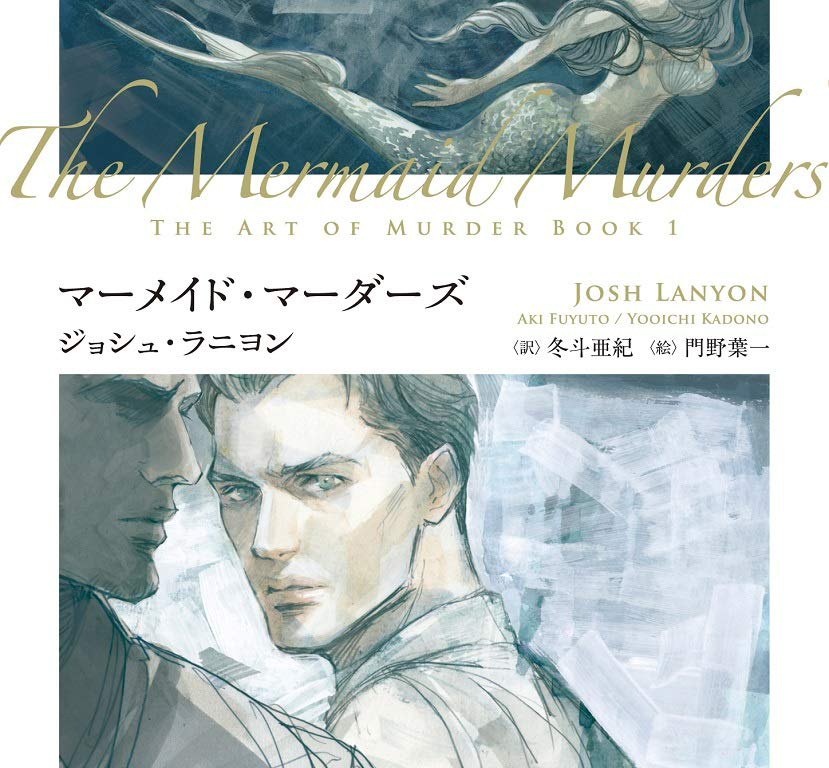 The Mermaid Murders
THE ART OF MURDER BOOK 1
マーメイド・マーダーズ
ジョシュ・ラニヨン
JOSH LANYON
AKI FUYUTO / YOOICHI KADONO
〈訳〉冬斗亜紀 〈絵〉門野葉一